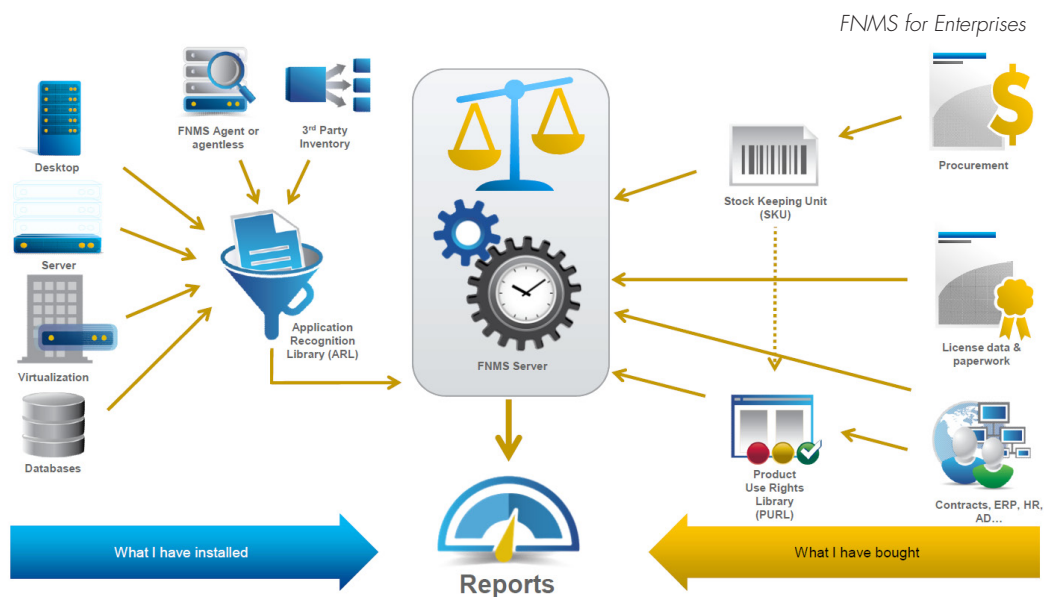 FNMS for Enterprises
Desktop
FNMS Agent or
agentless
3rd Party
Inventory
Server
Virtualization
Databases
Application
Recognition
Library (ARL)
FNMS Server
Stock Keeping Unit
(SKU)
Procurement
License data &
paperwork
Product
Use Rights
Library
(PURL)
Contracts, ERP, HR,
AD...
What I have installed
Reports
What I have bought